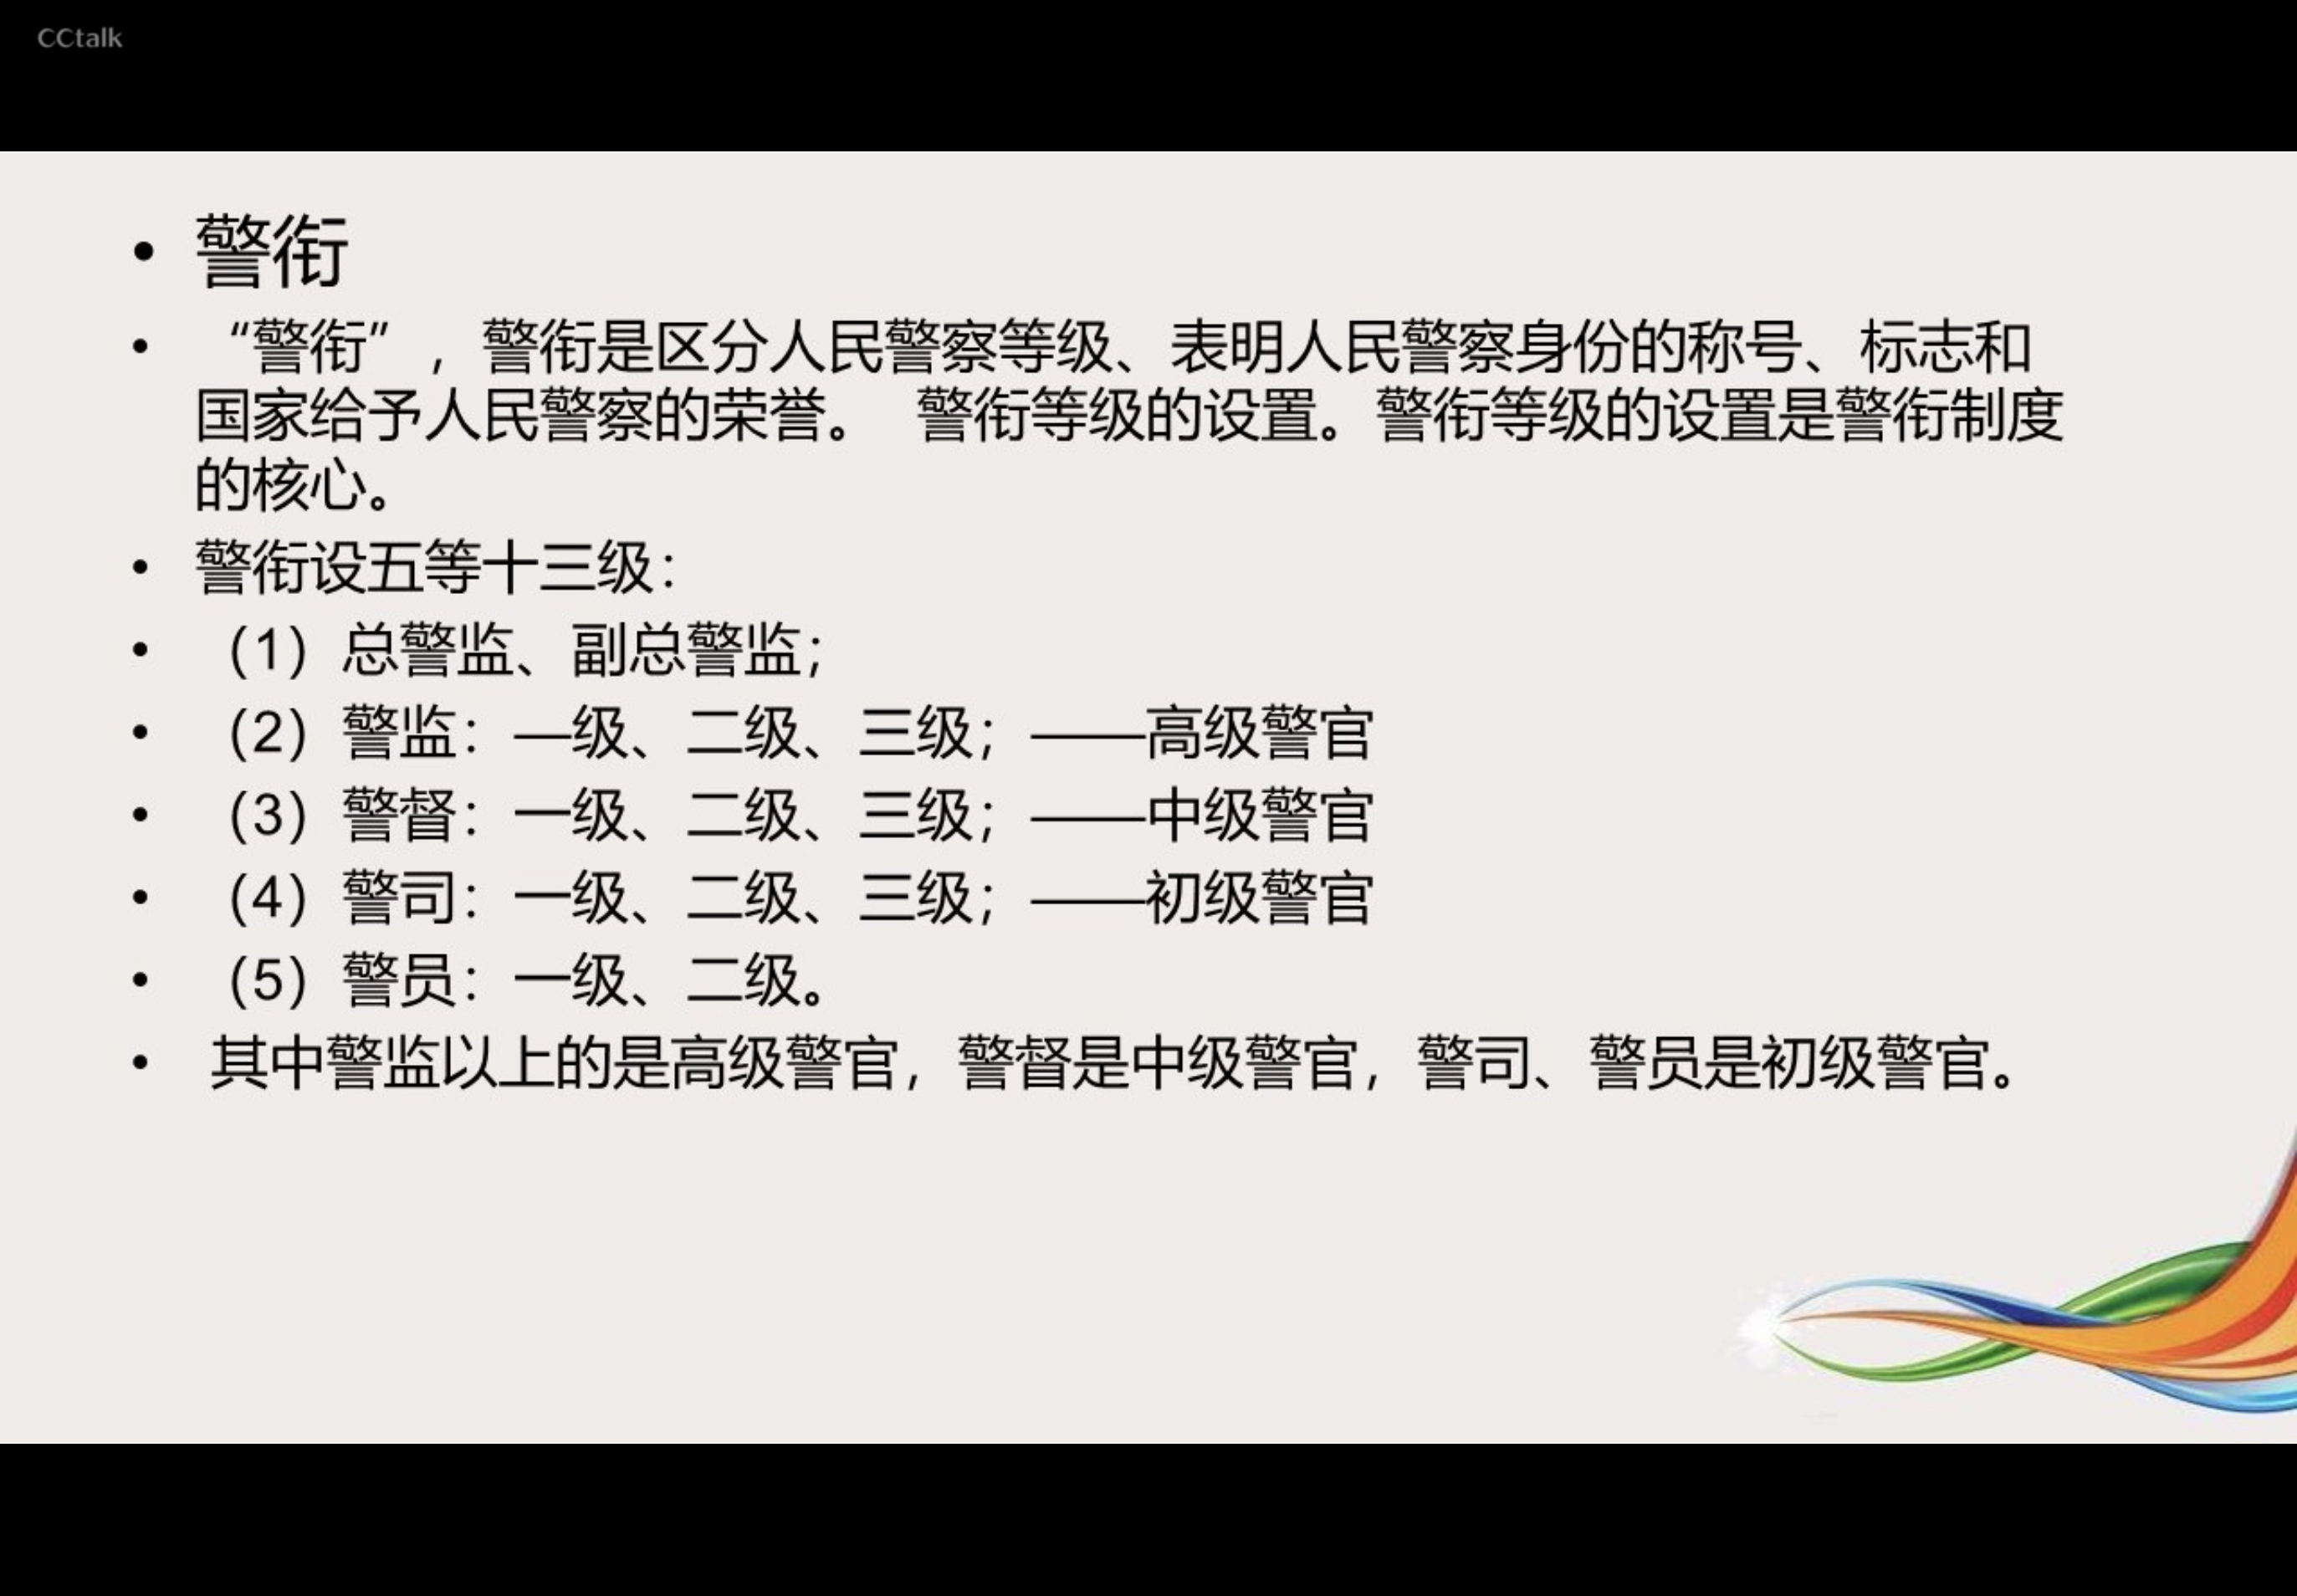 CCtalk
• 警衔
• “警衔”，警衔是区分人民警察等级、表明人民警察身份的称号、标志和
国家给予人民警察的荣誉。 警衔等级的设置。警衔等级的设置是警衔制度
的核心。
• 警衔设五等十三级：
• （1）总警监、副总警监；
• （2）警监：—级、二级、三级；——高级警官
• （3）警督：一级、二级、三级；——中级警官
• （4）警司：一级、二级、三级；——初级警官
• （5）警员：一级、二级。
• 其中警监以上的是高级警官，警督是中级警官，警司、警员是初级警官。